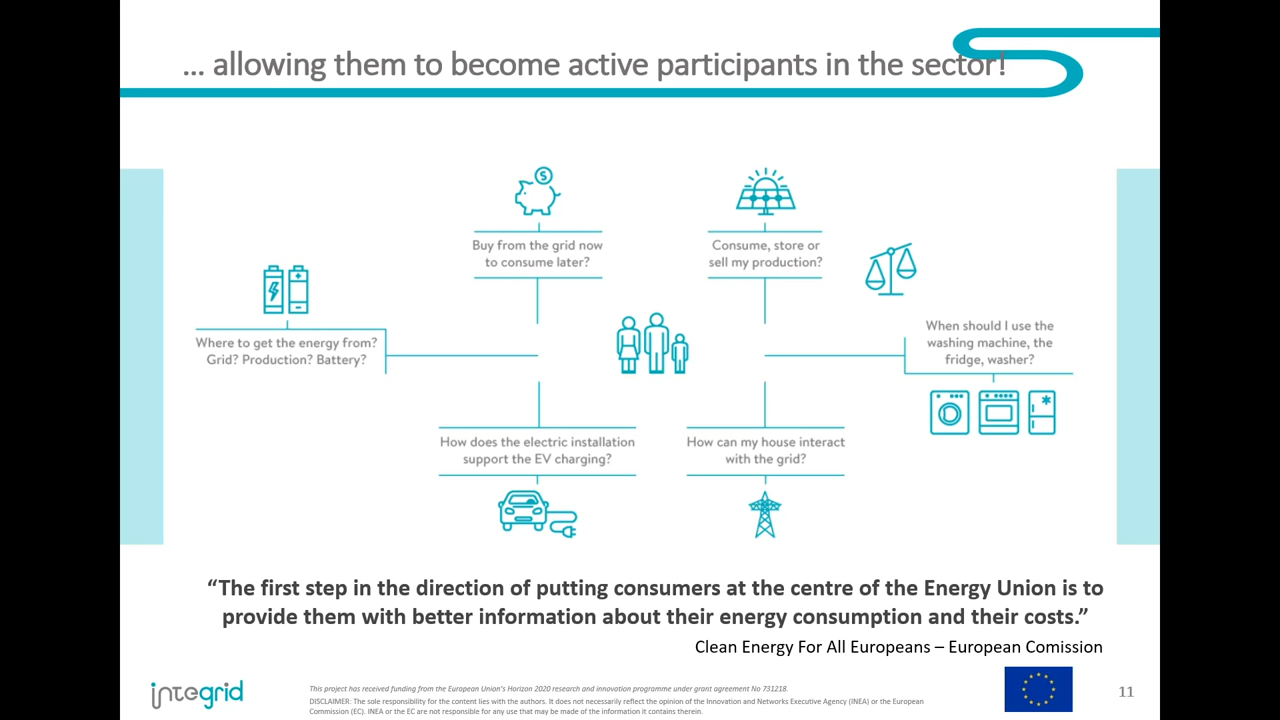 ... allowing them to become active participants in the sector!
Buy from the grid now
to consume later?
Consume, store or
sell my production?
Where to get the energy from?
Grid? Production? Battery?
When should I use the
washing machine, the
fridge, washer?
How does the electric installation
support the EV charging?
How can my house interact
with the grid?
“The first step in the direction of putting consumers at the centre of the Energy Union is to
provide them with better information about their energy consumption and their costs.”
Clean Energy For All Europeans – European Comission
integrid
This project has received funding from the European Union's Horizon 2020 research and innovation programme under grant agreement No 731218.
DISCLAIMER: The sole responsibility for the content lies with the authors. It does not necessarily reflect the opinion of the Innovation and Networks Executive Agency (INEA) or the European
Commission (EC). INEA or the EC are not responsible for any use that may be made of the information it contains therein.
11